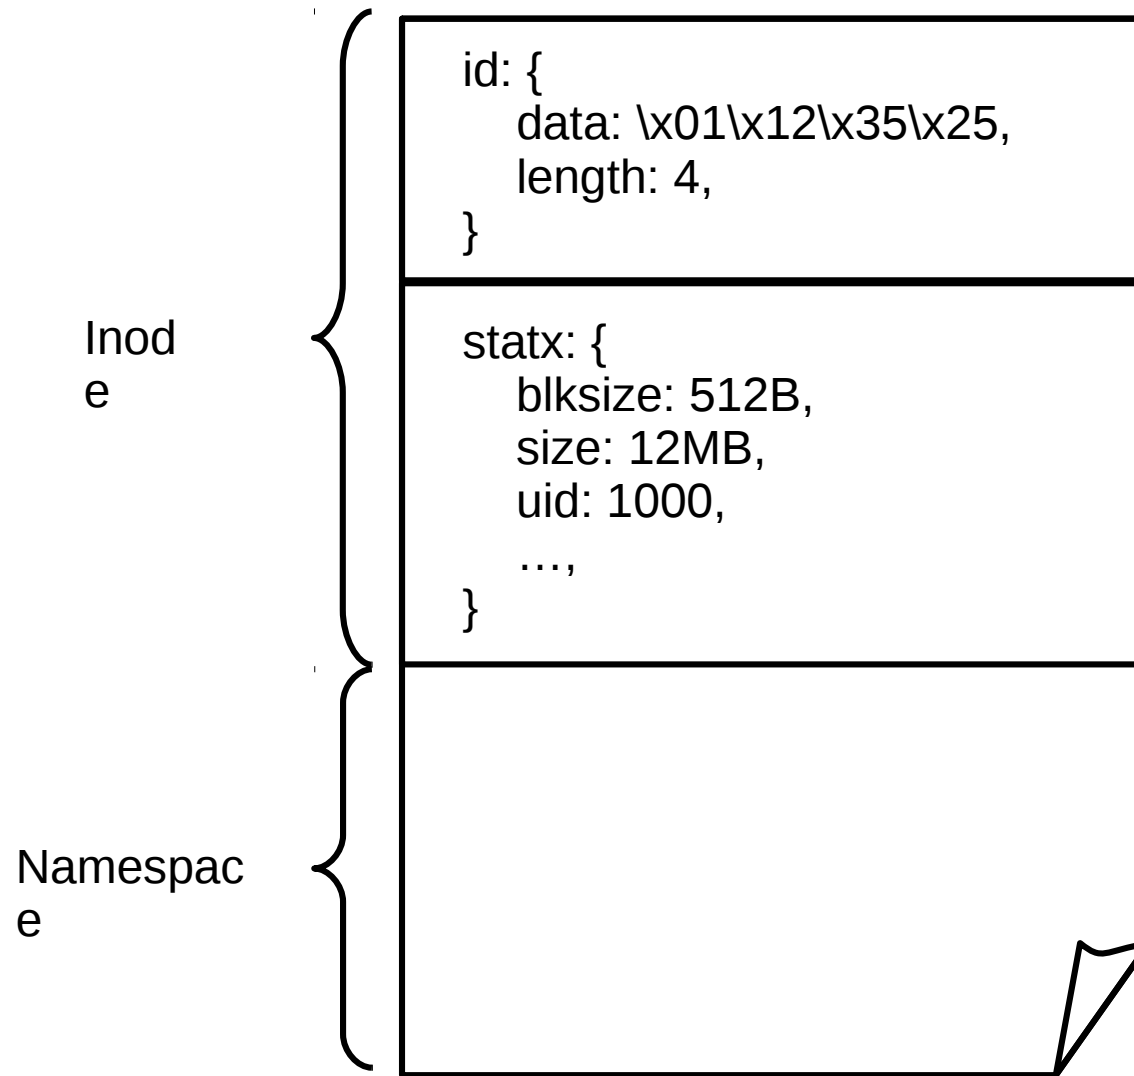 id: {
data: \x01\x12\x35\x25,
length: 4,
}
Inod
e
statx: {
blksize: 512B,
size: 12MB,
uid: 1000,
…,
}
Namespac
e